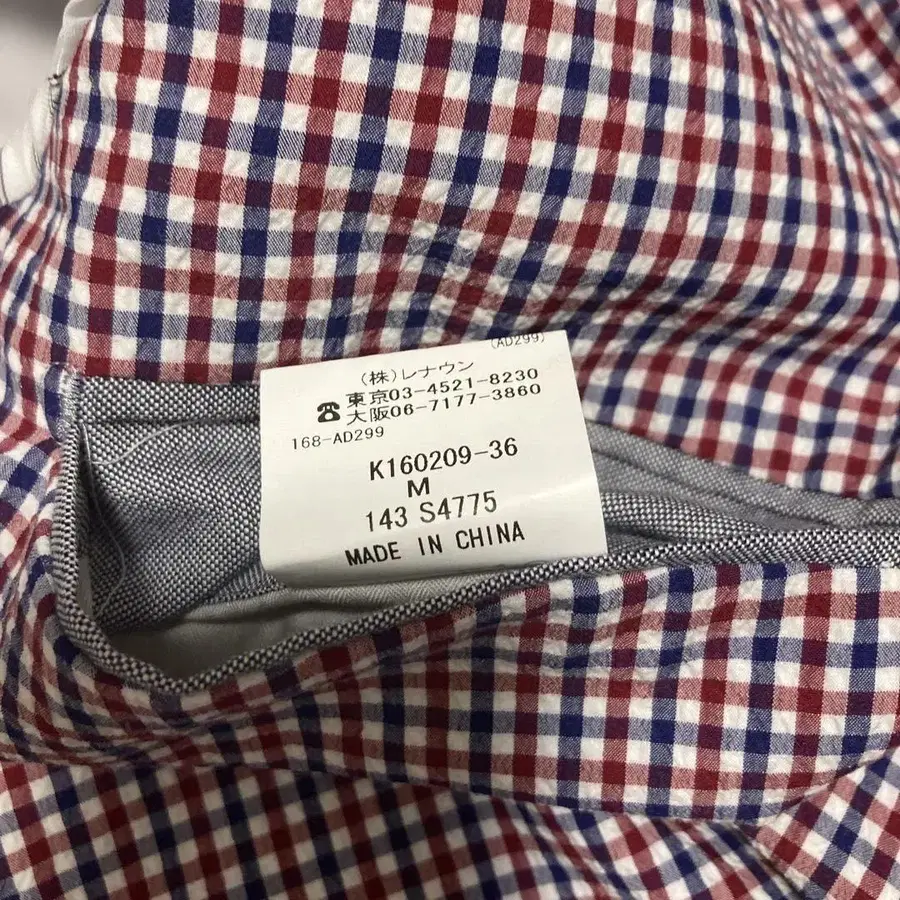 (AD299)
(株)レナウン
☎東京03-4521-8230
大阪06-7177-3860
168-AD299
K160209-36
M
143 S4775
MADE IN CHINA